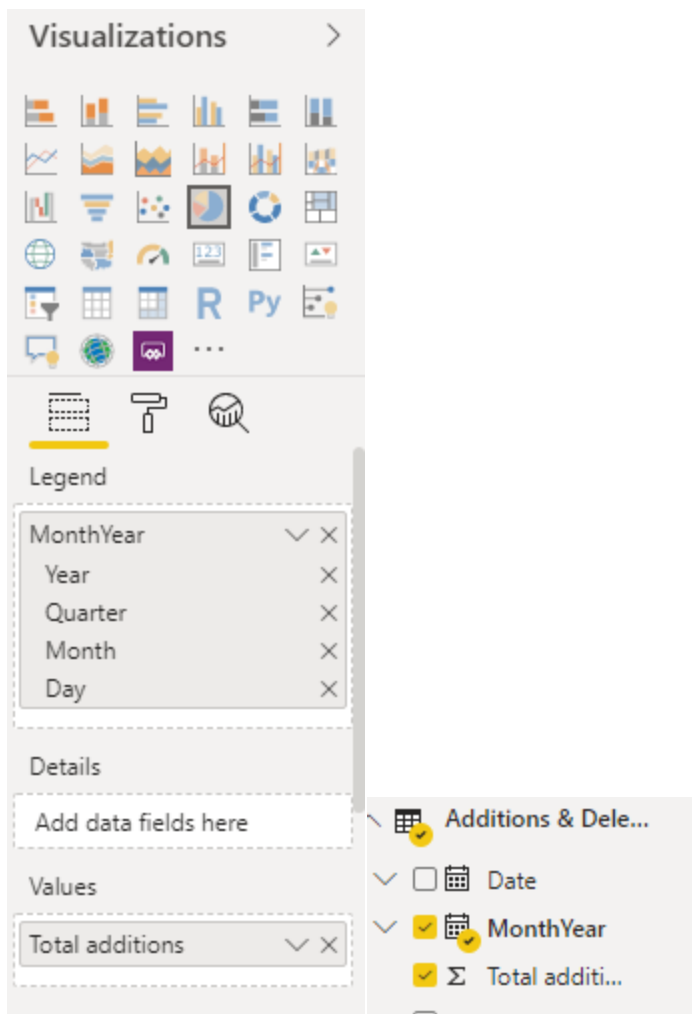 Visualizations
123
R Py
Legend
MonthYear
Year
Quarter
Month
Day
Details
Add data fields here
Values
Total additions
Additions & Dele...
Date
MonthYear
Σ Total additi...